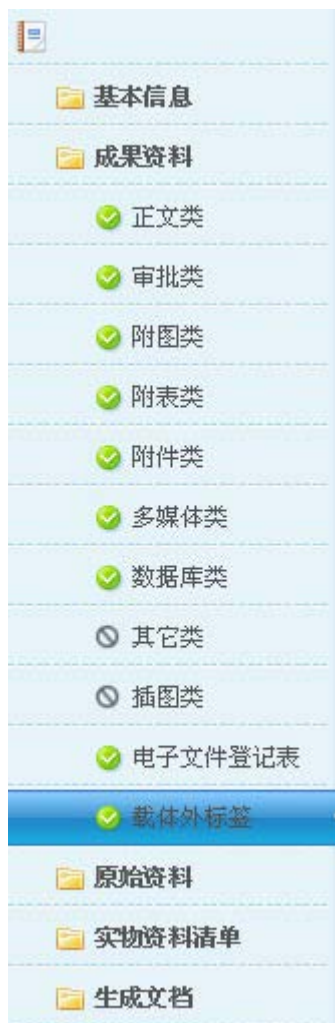 基本信息
成果资料
正文类
审批类
附图类
附表类
附件类
多媒体类
数据库类
其它类
插图类
电子文件登记表
载体外标签
原始资料
实物资料清单
生成文档